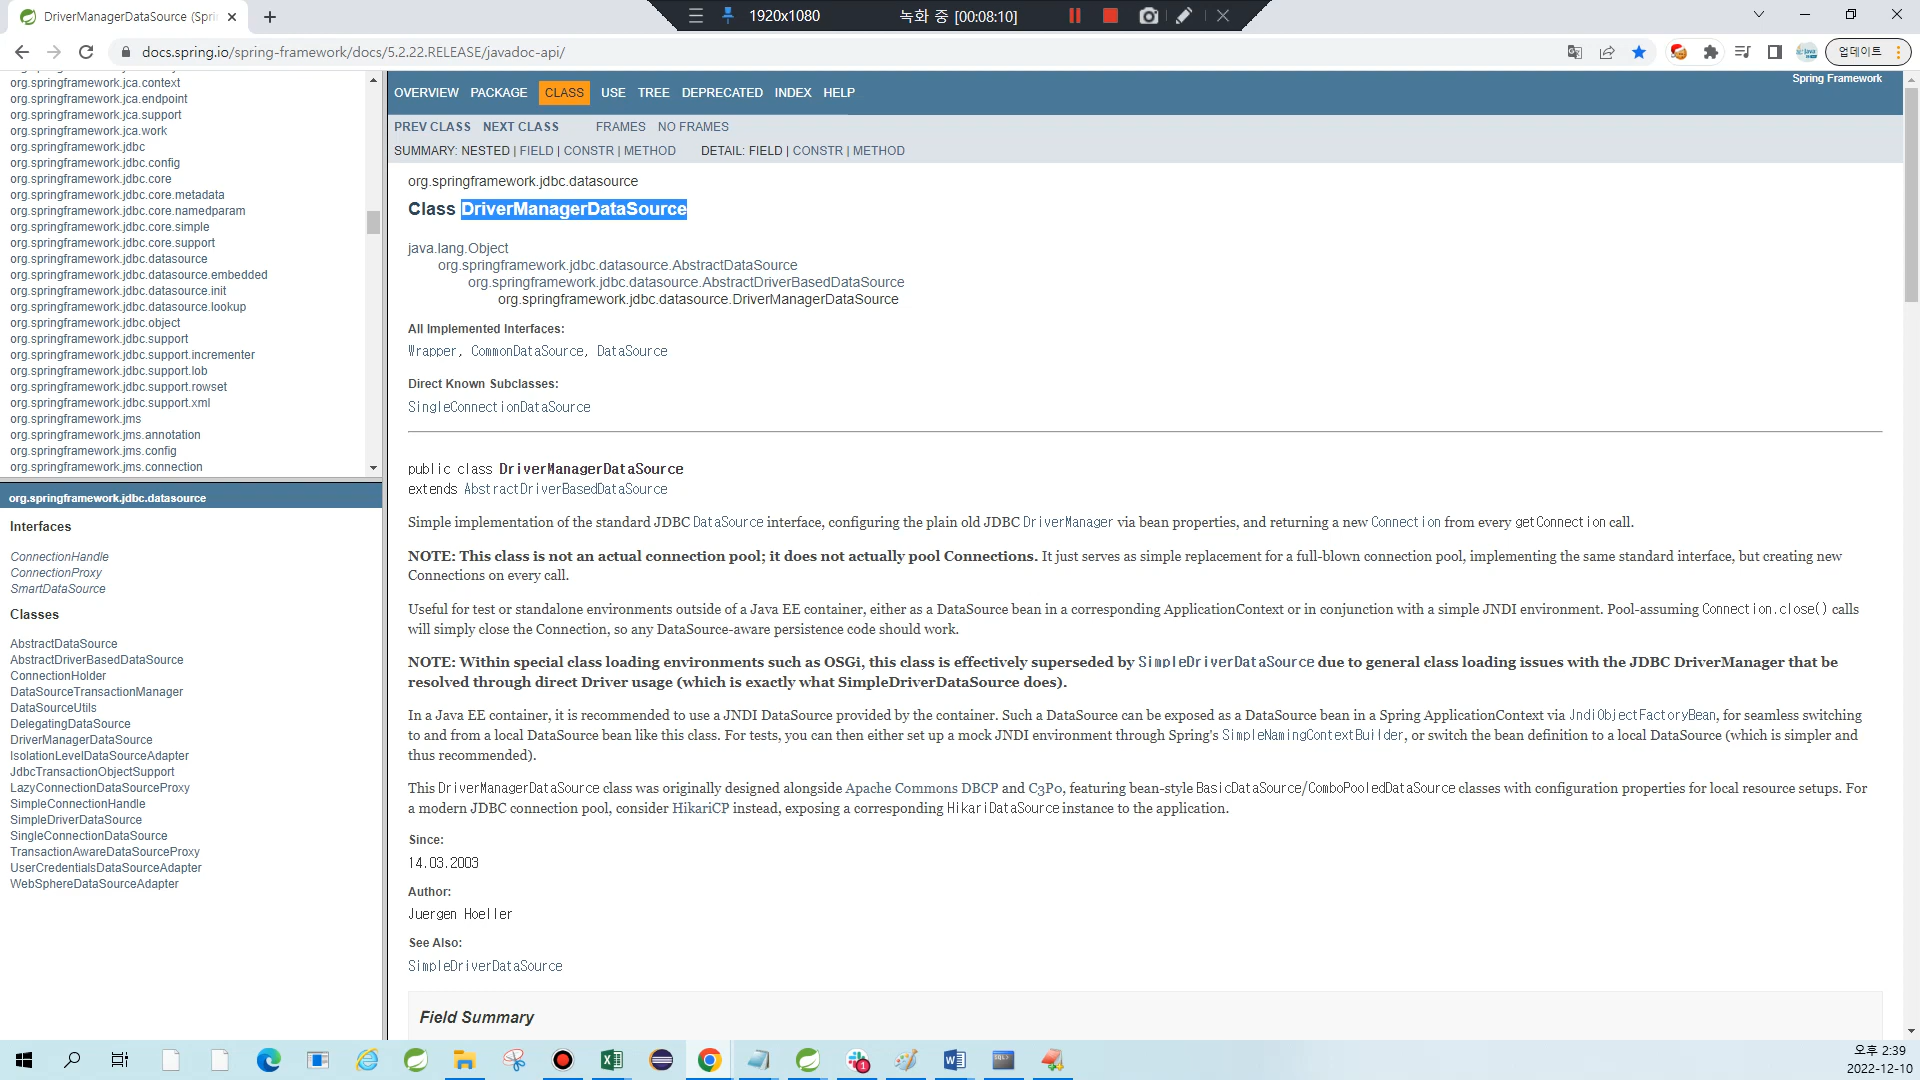 DriverManagerDataSource (Spri
1920x1080
녹화 중 [00:08:10]
docs.spring.io/spring-framework/docs/5.2.22.RELEASE/javadoc-api/
업데이트
org.springframework.jca.context
org.springframework.jca.endpoint
org.springframework.jca.support
org.springframework.jca.work
org.springframework.jdbc
org.springframework.jdbc.config
org.springframework.jdbc.core
org.springframework.jdbc.core.metadata
org.springframework.jdbc.core.namedparam
org.springframework.jdbc.core.simple
org.springframework.jdbc.core.support
org.springframework.jdbc.datasource
org.springframework.jdbc.datasource.embedded
org.springframework.jdbc.datasource.init
org.springframework.jdbc.datasource.lookup
org.springframework.jdbc.object
org.springframework.jdbc.support
org.springframework.jdbc.support.incrementer
org.springframework.jdbc.support.lob
org.springframework.jdbc.support.rowset
org.springframework.jdbc.support.xml
org.springframework.jms
org.springframework.jms.annotation
org.springframework.jms.config
org.springframework.jms.connection
org.springframework.jdbc.datasource
Interfaces
ConnectionHandle
ConnectionProxy
SmartDataSource
Classes
AbstractDataSource
AbstractDriverBasedDataSource
ConnectionHolder
DataSourceTransactionManager
DataSourceUtils
DelegatingDataSource
DriverManagerDataSource
IsolationLevelDataSourceAdapter
JdbcTransactionObjectSupport
LazyConnectionDataSourceProxy
SimpleConnectionHandle
SimpleDriverDataSource
SingleConnectionDataSource
TransactionAwareDataSourceProxy
UserCredentialsDataSourceAdapter
WebSphereDataSourceAdapter
Spring Framework
OVERVIEW PACKAGE CLASS USE TREE DEPRECATED INDEX HELP
PREV CLASS NEXT CLASS FRAMES NO FRAMES
SUMMARY: NESTED | FIELD | CONSTR | METHOD DETAIL: FIELD | CONSTR | METHOD
org.springframework.jdbc.datasource
Class DriverManagerDataSource
java.lang.Object
org.springframework.jdbc.datasource.AbstractDataSource
org.springframework.jdbc.datasource.AbstractDriverBasedDataSource
org.springframework.jdbc.datasource.DriverManagerDataSource
All Implemented Interfaces:
Wrapper, CommonDataSource, DataSource
Direct Known Subclasses:
SingleConnectionDataSource
public class DriverManagerDataSource
extends AbstractDriverBasedDataSource
Simple implementation of the standard JDBC DataSource interface, configuring the plain old JDBC DriverManager via bean properties, and returning a new Connection from every getConnection call.
NOTE: This class is not an actual connection pool; it does not actually pool Connections. It just serves as simple replacement for a full-blown connection pool, implementing the same standard interface, but creating new
Connections on every call.
Useful for test or standalone environments outside of a Java EE container, either as a DataSource bean in a corresponding ApplicationContext or in conjunction with a simple JNDI environment. Pool-assuming Connection.close() calls
will simply close the Connection, so any DataSource-aware persistence code should work.
NOTE: Within special class loading environments such as OSGi, this class is effectively superseded by SimpleDriverDataSource due to general class loading issues with the JDBC DriverManager that be
resolved through direct Driver usage (which is exactly what SimpleDriverDataSource does).
In a Java EE container, it is recommended to use a JNDI DataSource provided by the container. Such a DataSource can be exposed as a DataSource bean in a Spring ApplicationContext via JndiObjectFactoryBean, for seamless switching
to and from a local DataSource bean like this class. For tests, you can then either set up a mock JNDI environment through Spring's SimpleNamingContextBuilder, or switch the bean definition to a local DataSource (which is simpler and
thus recommended).
This DriverManagerDataSource class was originally designed alongside Apache Commons DBCP and C3P0, featuring bean-style BasicDataSource/ComboPooledDataSource classes with configuration properties for local resource setups. For
a modern JDBC connection pool, consider HikariCP instead, exposing a corresponding HikariDataSource instance to the application.
Since:
14.03.2003
Author:
Juergen Hoeller
See Also:
SimpleDriverDataSource
Field Summary
오후 2:39
2022-12-10